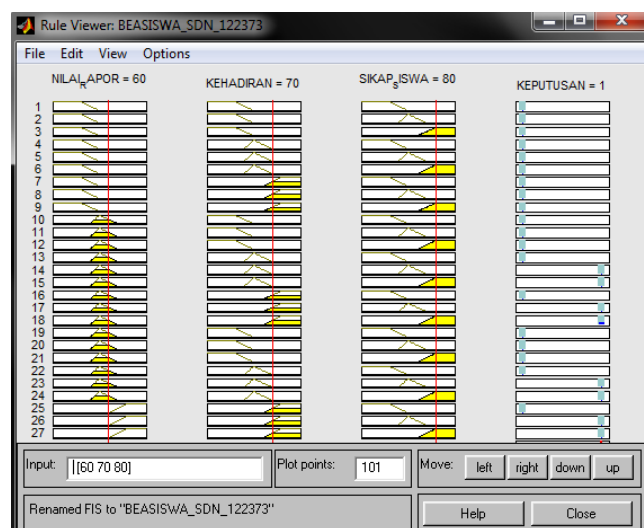 Rule Viewer: BEASISWA_SDN_122373
File Edit View Options
NILAI_RAPOR = 60
KEHADIRAN = 70
SIKAP_SISWA = 80
KEPUTUSAN = 1
1
2
3
4
5
6
7
8
9
10
11
12
13
14
15
16
17
18
19
20
21
22
23
24
25
26
27
Input: [60 70 80]
Plot points: 101
Move: left right down up
Renamed FIS to "BEASISWA_SDN_122373"
Help Close